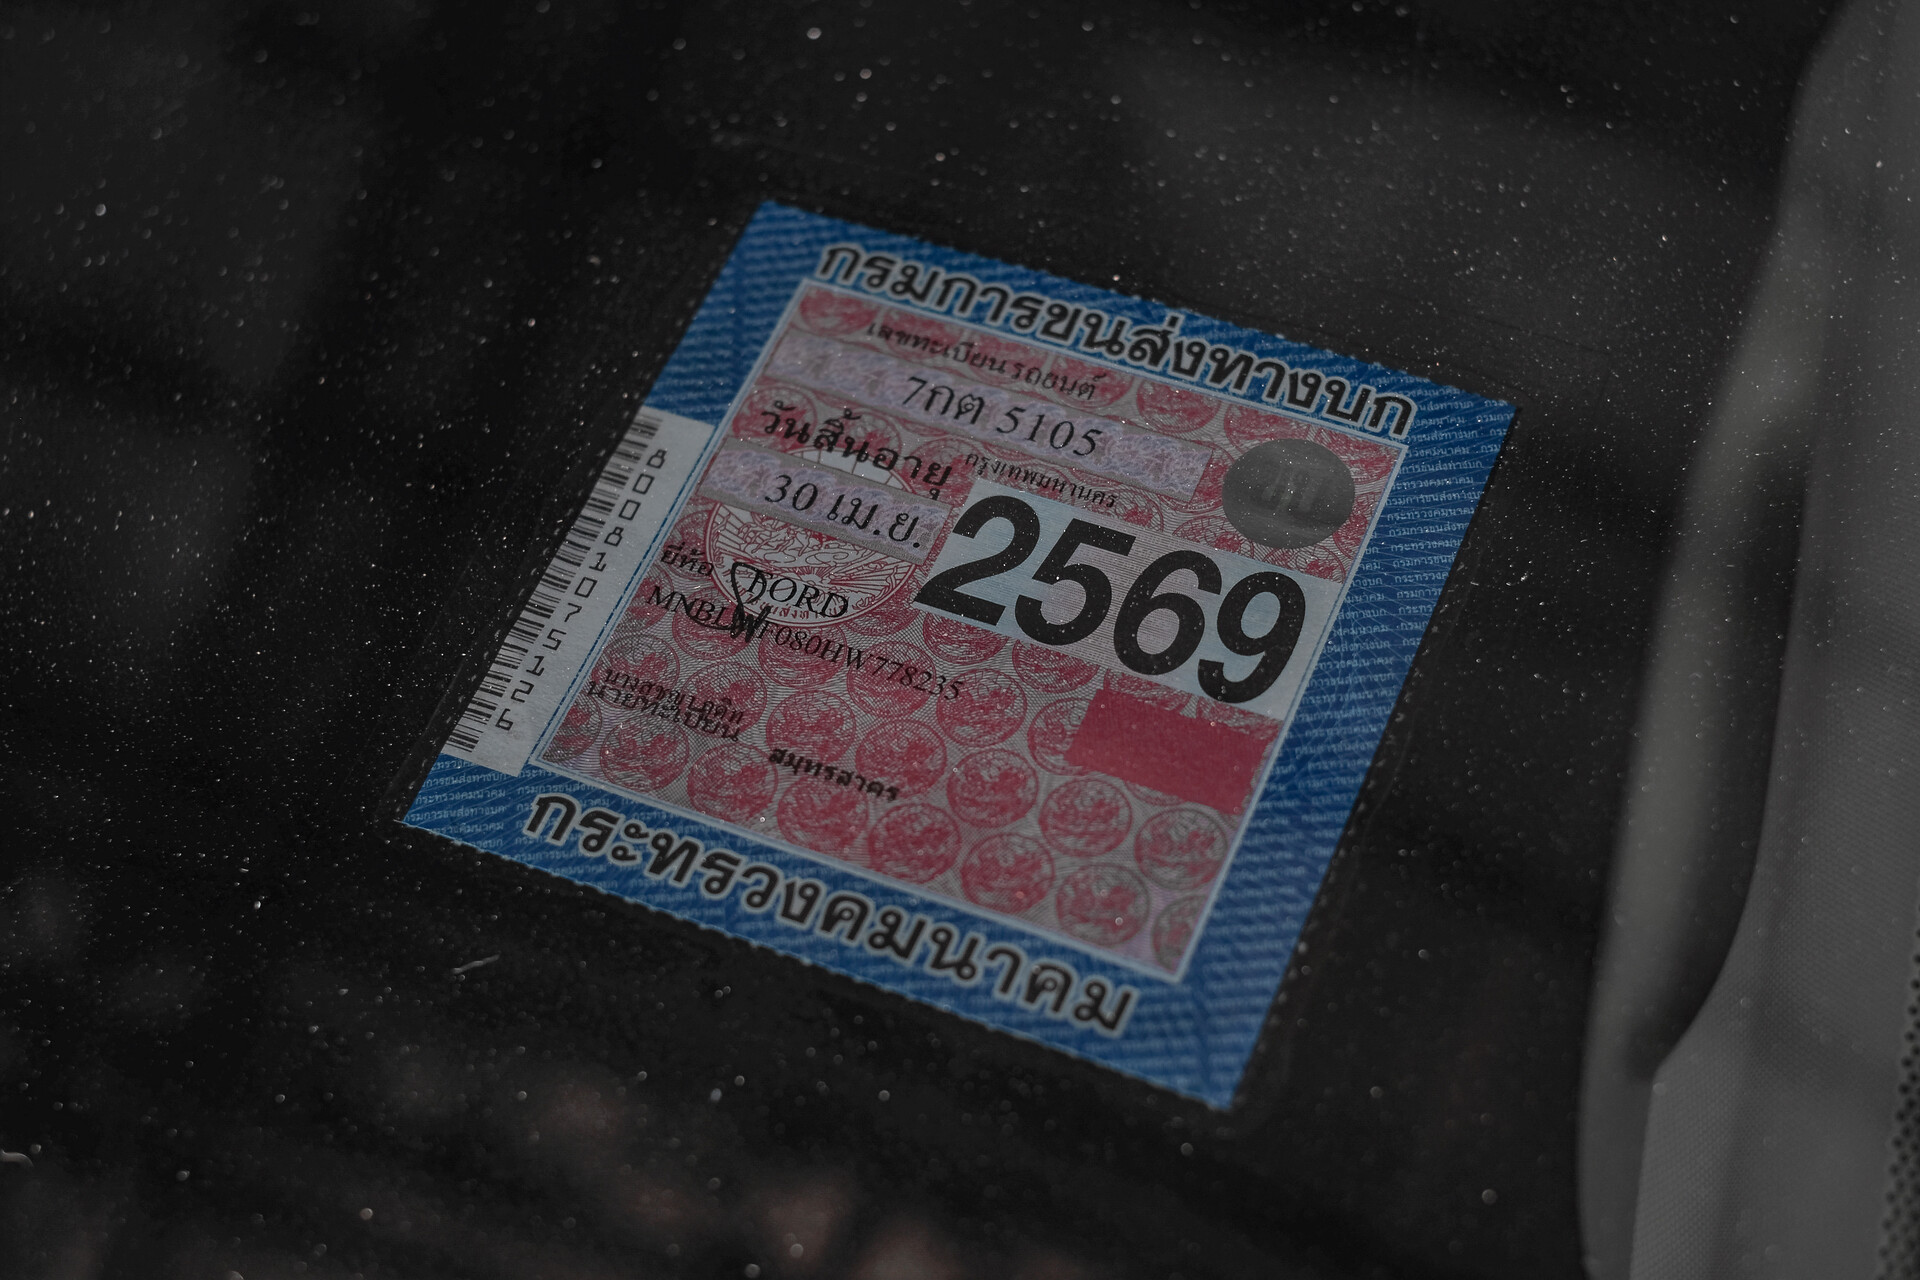 กรมการขนส่งทางบก
เลขทะเบียนรถยนต์
7กต 5105
กรุงเทพมหานคร
วันสิ้นอายุ
30 เม.ย.
2569
ยี่ห้อ FORD
MNBLMFF080HW778235
นายทะเบียน
สมุทรสาคร
8008107751226
กระทรวงคมนาคม